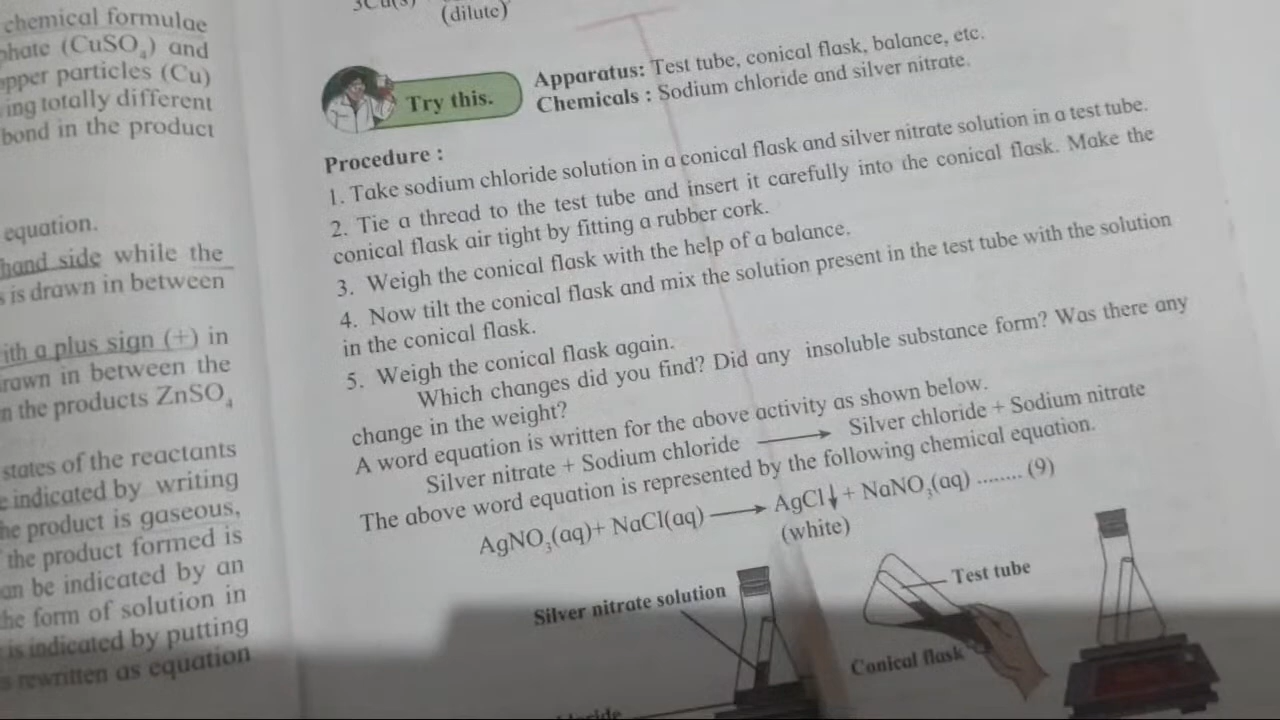 chemical formulae
(CuSO₄) and
particles (Cu)
totally different
bond in the product
equation.
hand side while the
is drawn in between
a plus sign (+) in
in between the
the products ZnSO₄
states of the reactants
indicated by writing
product is gaseous,
the product formed is
be indicated by an
form of solution in
is indicated by putting
rewritten as equation
(dilute)
Try this.
Apparatus: Test tube, conical flask, balance, etc.
Chemicals : Sodium chloride and silver nitrate.
Procedure :
1. Take sodium chloride solution in a conical flask and silver nitrate solution in a test tube.
2. Tie a thread to the test tube and insert it carefully into the conical flask. Make the
conical flask air tight by fitting a rubber cork.
3. Weigh the conical flask with the help of a balance.
4. Now tilt the conical flask and mix the solution present in the test tube with the solution
in the conical flask.
5. Weigh the conical flask again.
Which changes did you find? Did any insoluble substance form? Was there any
change in the weight?
A word equation is written for the above activity as shown below.
Silver nitrate + Sodium chloride ⟶ Silver chloride + Sodium nitrate
The above word equation is represented by the following chemical equation.
AgNO₃(aq)+ NaCl(aq) ⟶ AgCl↓ + NaNO₃(aq) ........ (9)
(white)
Silver nitrate solution
Test tube
Conical flask